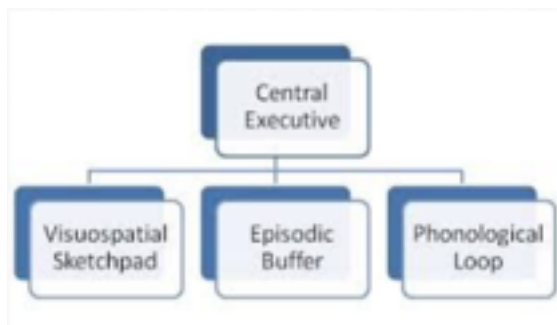 Central
Executive
Visuospatial
Sketchpad
Episodic
Buffer
Phonological
Loop